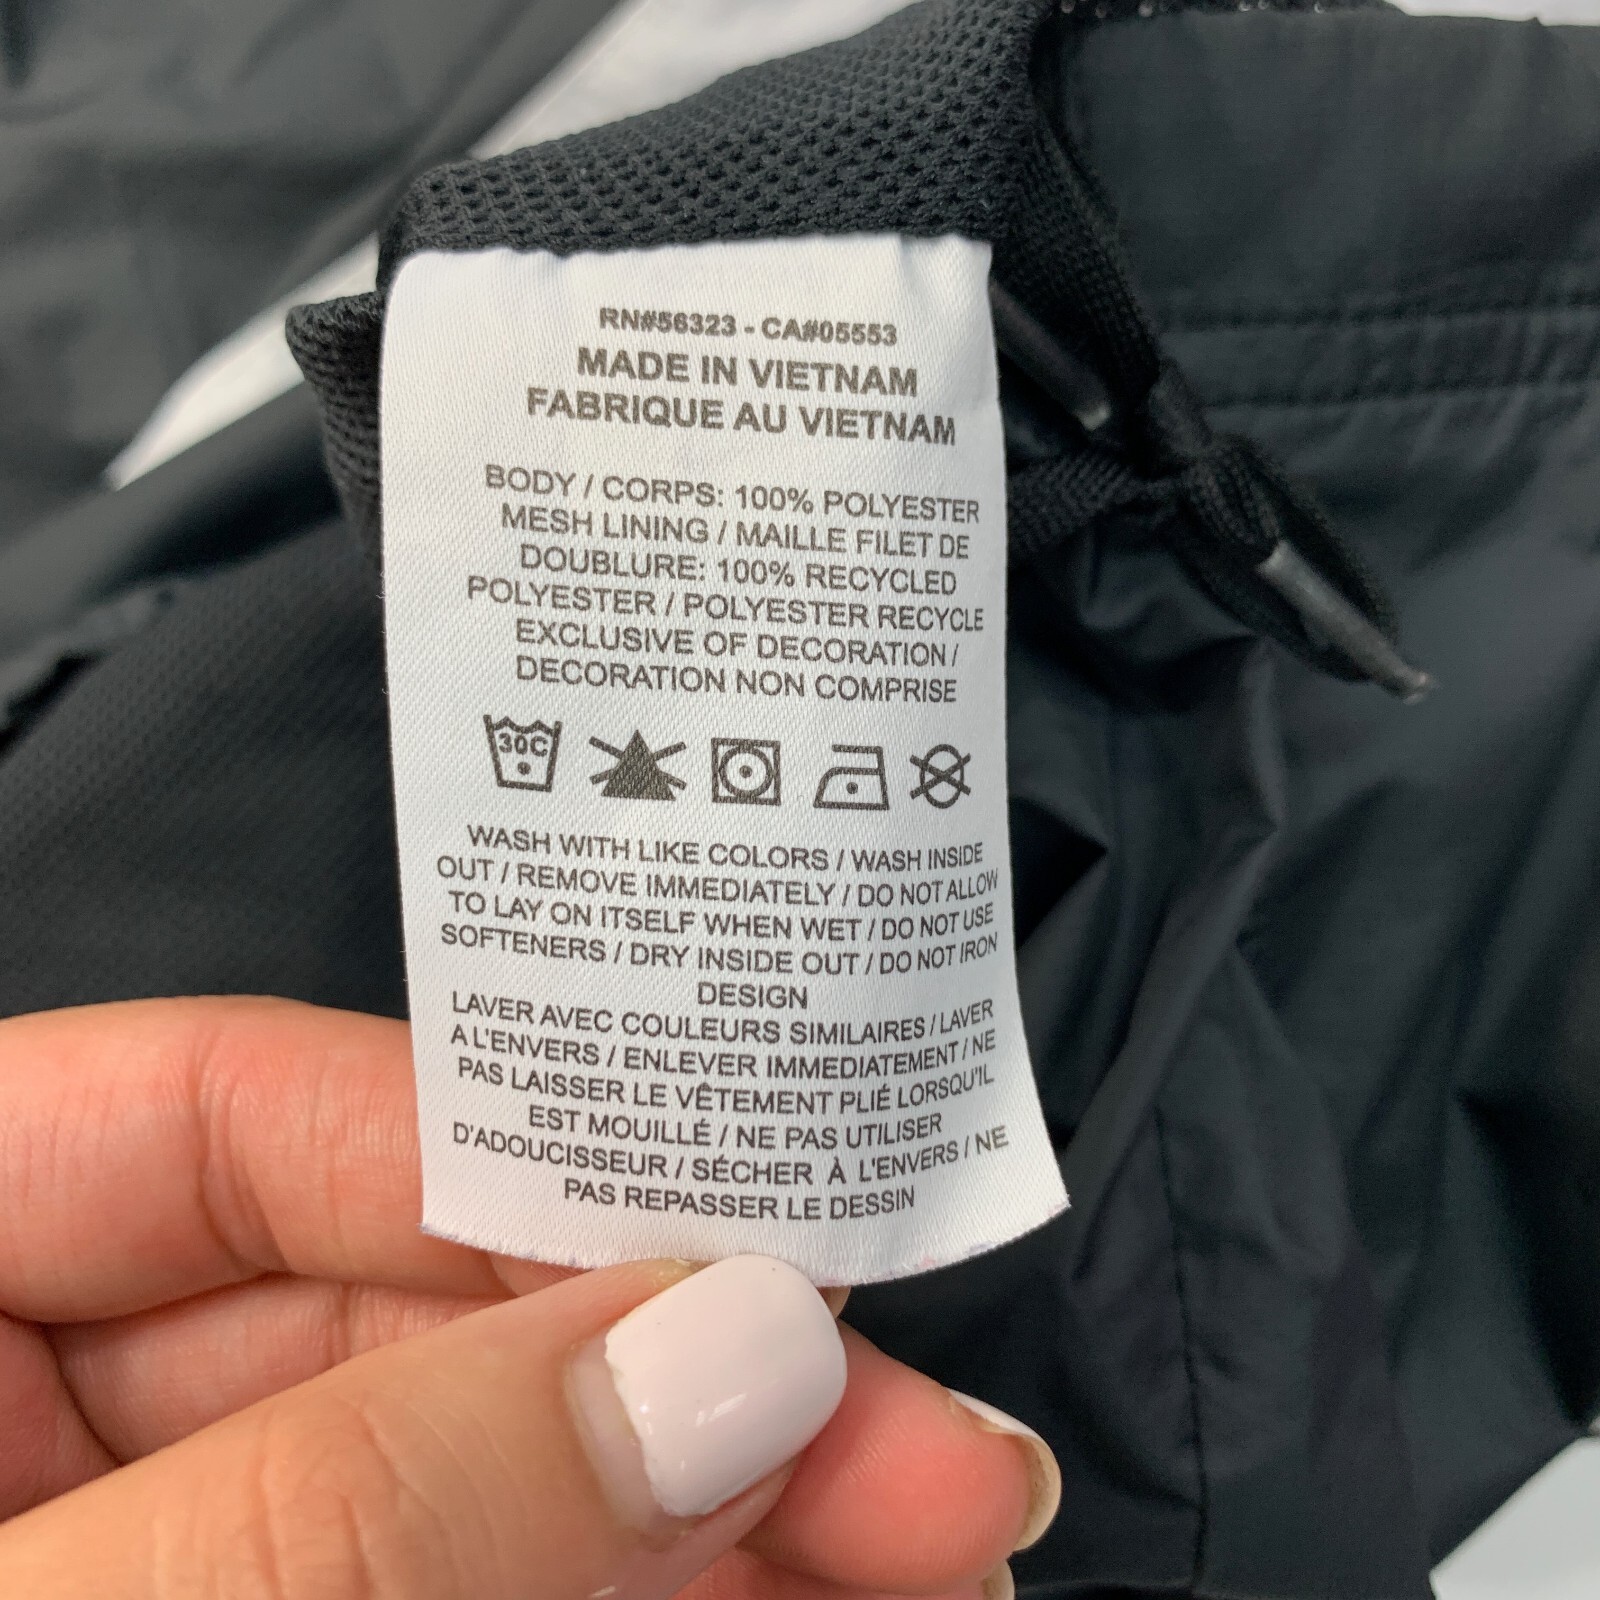 RN#56323 - CA#05553
MADE IN VIETNAM
FABRIQUE AU VIETNAM
BODY / CORPS: 100% POLYESTER
MESH LINING / MAILLE FILET DE
DOUBLURE: 100% RECYCLED
POLYESTER / POLYESTER RECYCLE
EXCLUSIVE OF DECORATION /
DECORATION NON COMPRISE
30C
WASH WITH LIKE COLORS / WASH INSIDE
OUT / REMOVE IMMEDIATELY / DO NOT ALLOW
TO LAY ON ITSELF WHEN WET / DO NOT USE
SOFTENERS / DRY INSIDE OUT / DO NOT IRON
DESIGN
LAVER AVEC COULEURS SIMILAIRES / LAVER
A L'ENVERS / ENLEVER IMMEDIATEMENT / NE
PAS LAISSER LE VÊTEMENT PLIÉ LORSQU'IL
EST MOUILLÉ / NE PAS UTILISER
D'ADOUCISSEUR / SÉCHER À L'ENVERS / NE
PAS REPASSER LE DESSIN